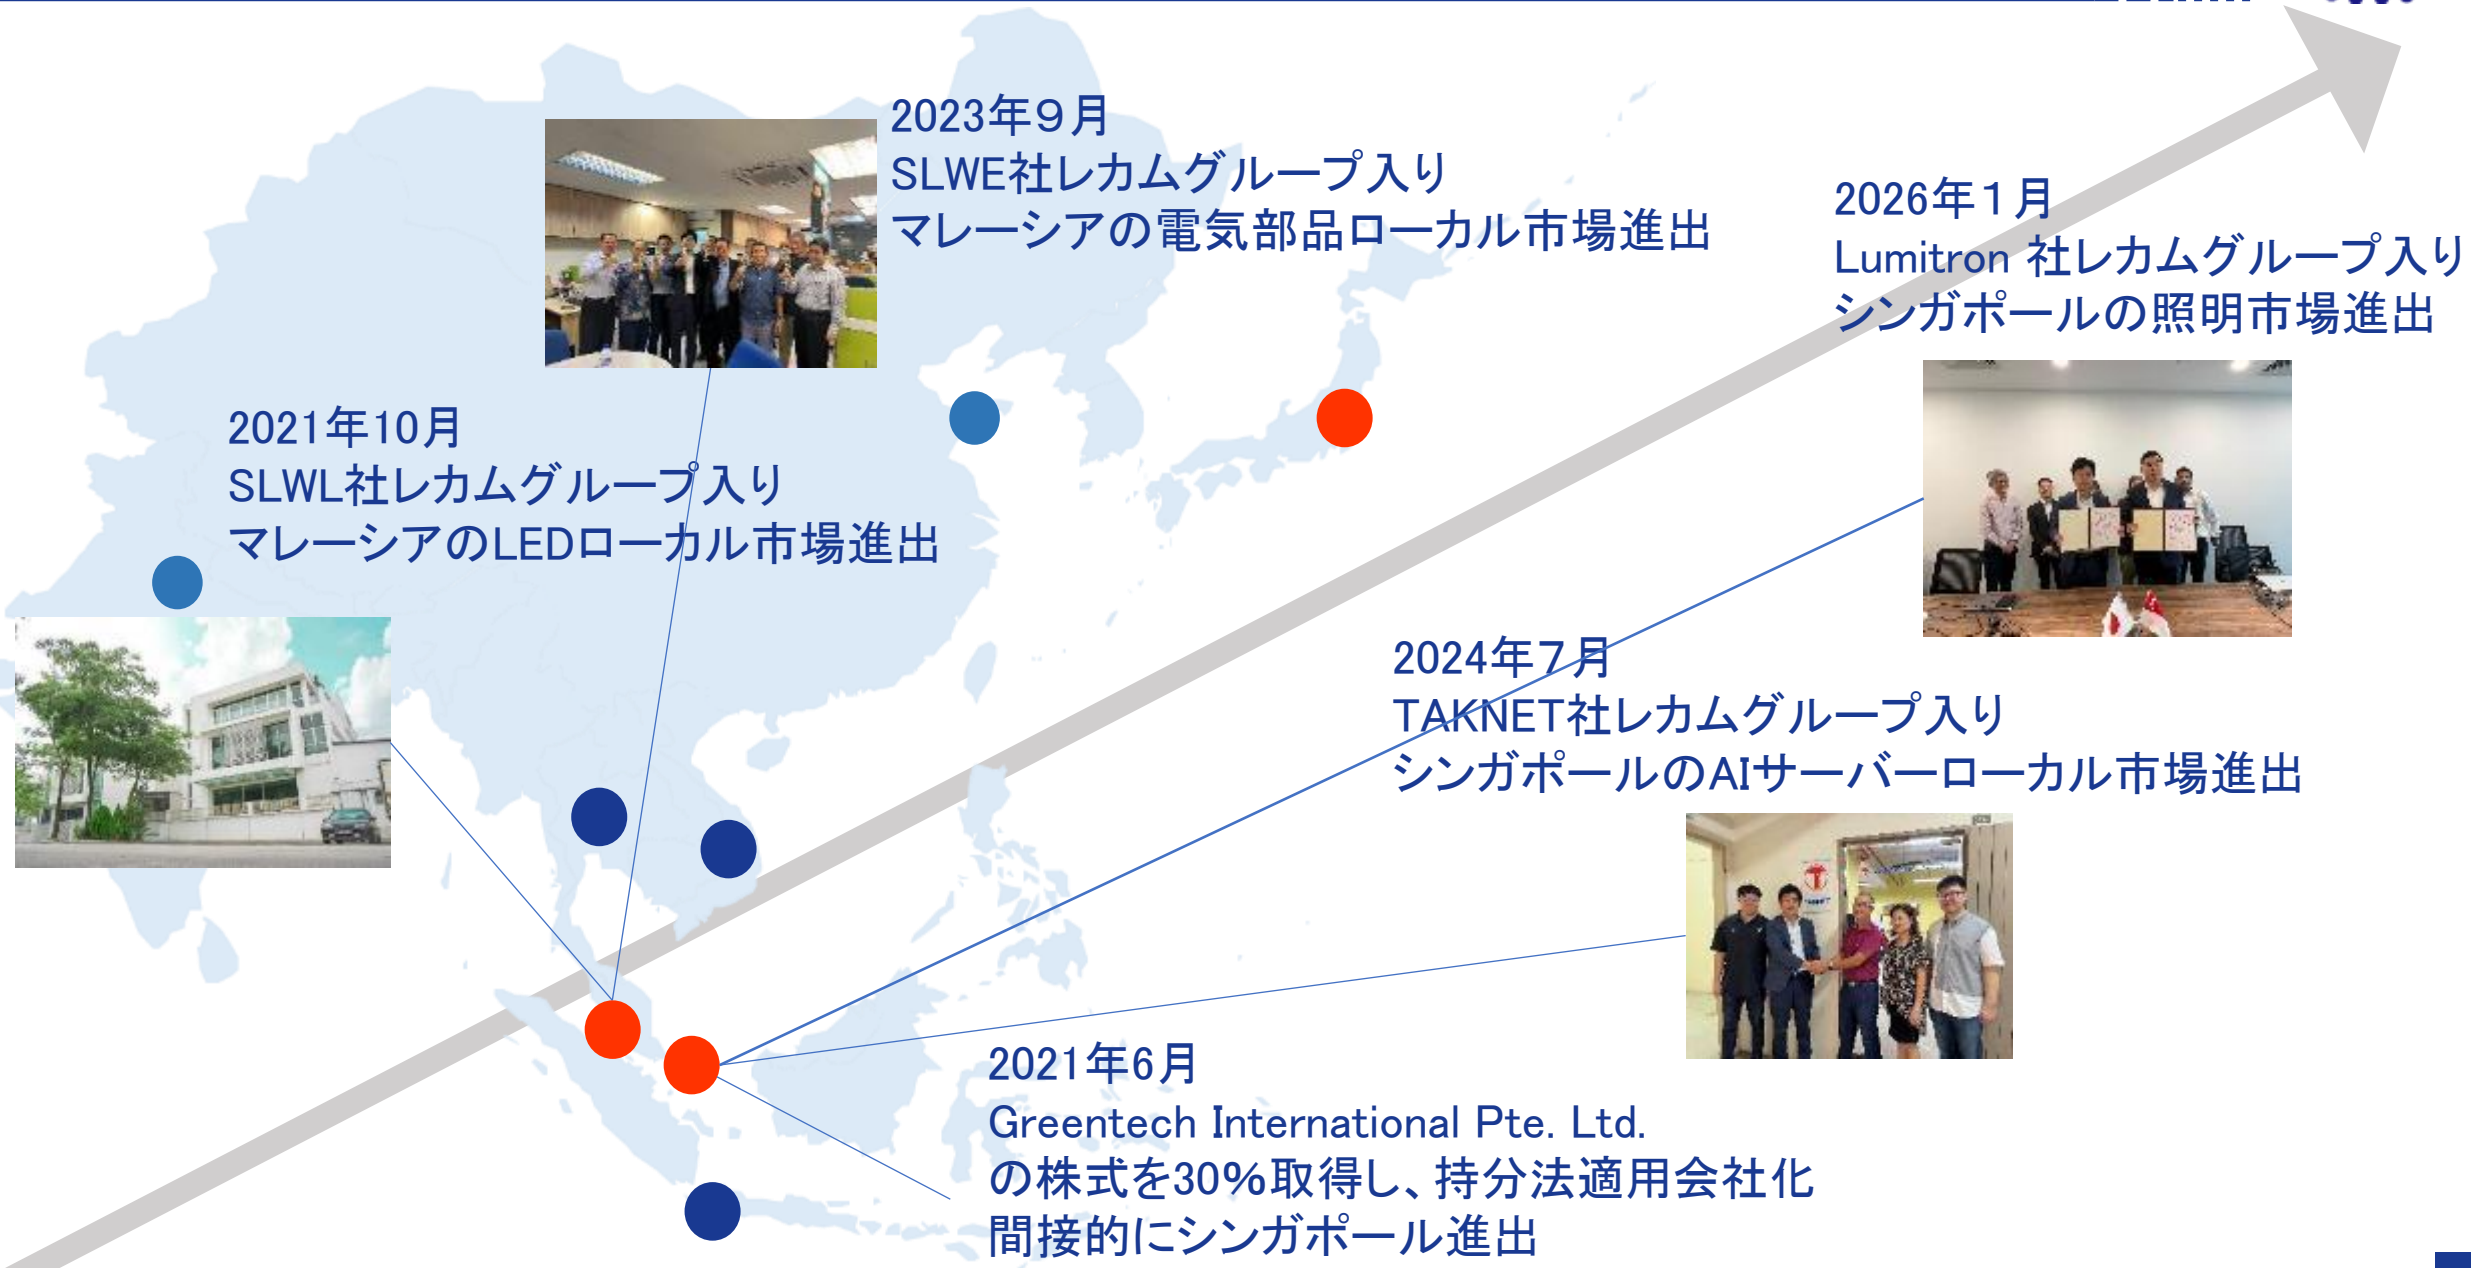 2023年９月
SLWE社レカムグループ入り
マレーシアの電気部品ローカル市場進出
2026年１月
Lumitron 社レカムグループ入り
シンガポールの照明市場進出
2021年10月
SLWL社レカムグループ入り
マレーシアのLEDローカル市場進出
2024年７月
TAKNET社レカムグループ入り
シンガポールのAIサーバーローカル市場進出
2021年6月
Greentech International Pte. Ltd.
の株式を30%取得し、持分法適用会社化
間接的にシンガポール進出